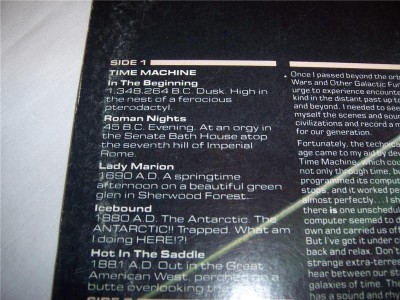 SIDE 1
TIME MACHINE
In The Beginning
1,348,264 B.C. Dusk. High in
the nest of a ferocious
pterodactyl.
Roman Nights
45 B.C. Evening. At an orgy in
the Senate Bath House atop
the seventh hill of Imperial
Rome.
Lady Marion
1690 A.D. A springtime
afternoon on a beautiful green
glen in Sherwood Forest.
Icebound
1880 A.D. The Antarctic. The
ANTARCTIC!! Trapped. What am
I doing HERE!?!
Hot In The Saddle
1881 A.D. Out in the Great
American West, perched on a
butte overlooking the
SIDE
Once I passed beyond the
Wars and Other Galactic Fun
urge to experience
kind in the distant past up to
and beyond. I needed to see
myself the scenes and
civilizations and record a
for our generation.
Fortunately, the
age came to my aid by
Time Machine, which
not only through time, but
programmed its
stops, and it worked
almost perfectly... I
there is one
computer seemed to
own and carried us off
But I've got it under
back and relax. Don't
strange
hear between our
galaxies of time. The
has a sound and